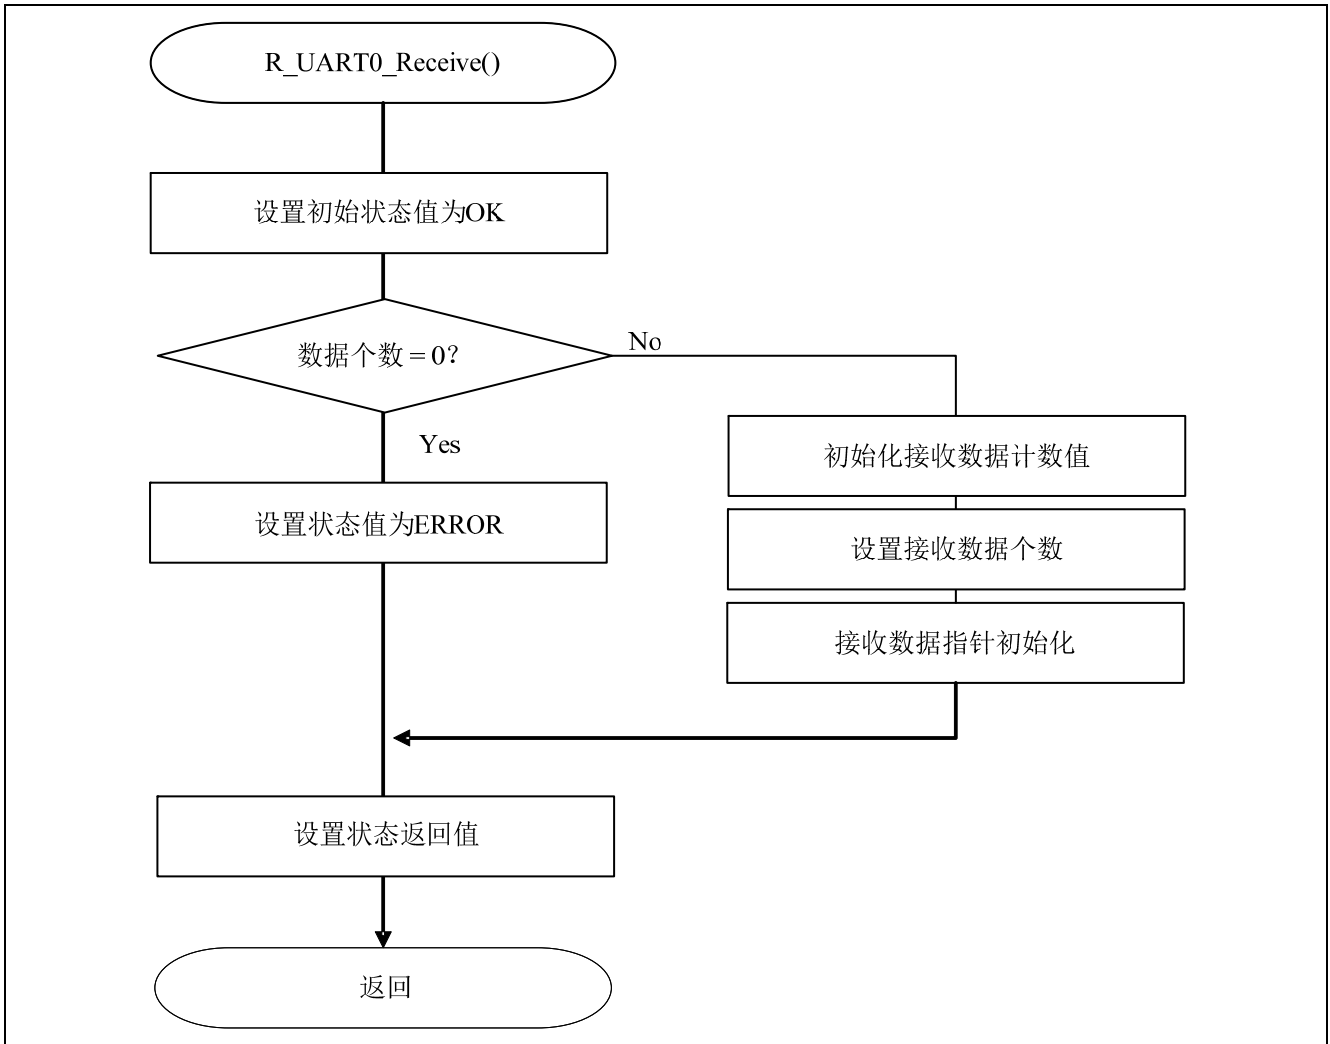 R_UART0_Receive()
设置初始状态值为OK
数据个数 = 0？
No
Yes
初始化接收数据计数值
设置状态值为ERROR
设置接收数据个数
接收数据指针初始化
设置状态返回值
返回